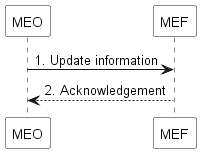 MEO MEF
1. Update information
2. Acknowledgement
MEO MEF